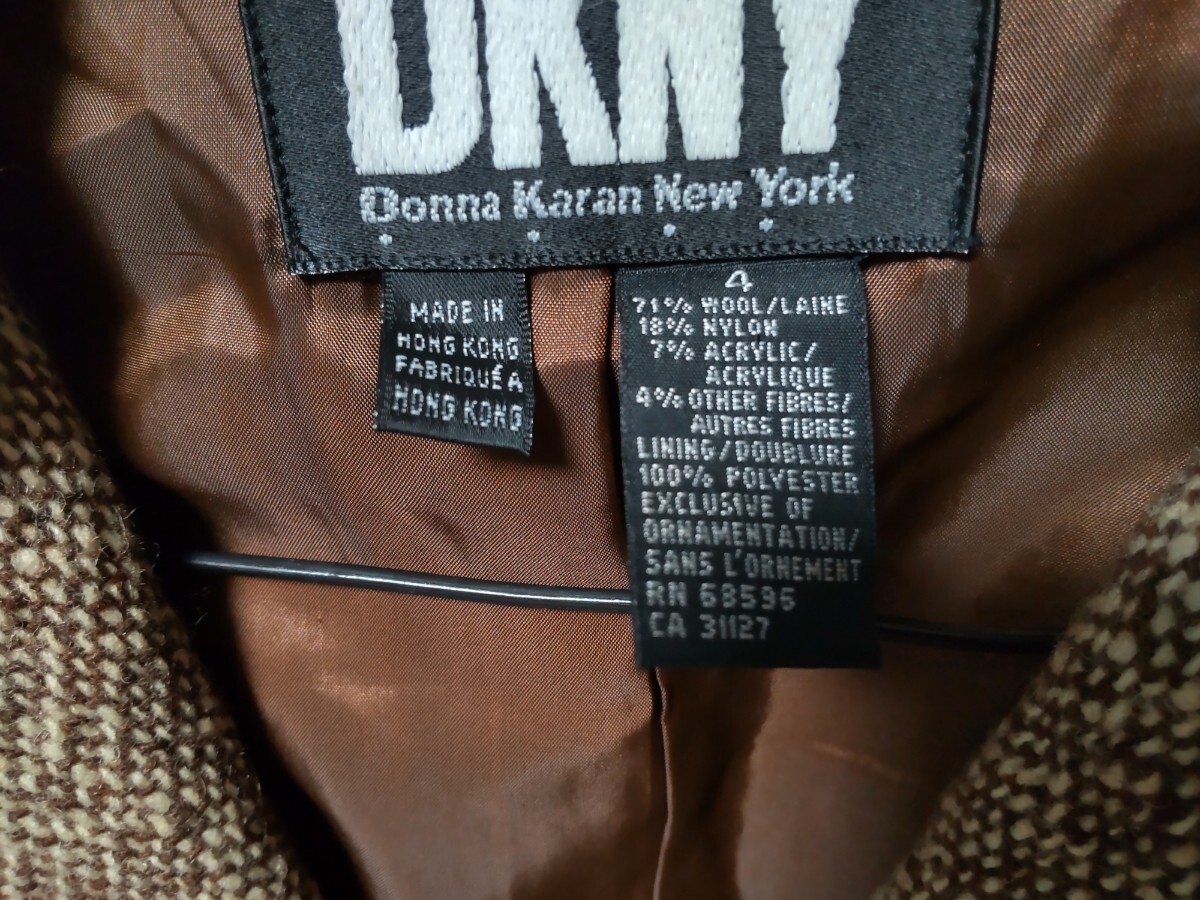 DKNY
Donna Karan New York
MADE IN
HONG KONG
FABRIQUÉ A
HONG KONG
4
71% WOOL/LAINE
18% NYLON
7% ACRYLIC/
ACRYLIQUE
4% OTHER FIBRES/
AUTRES FIBRES
LINING/DOUBLURE
100% POLYESTER
EXCLUSIVE OF
ORNAMENTATION/
SANS L'ORNEMENT
RN 68596
CA 31127